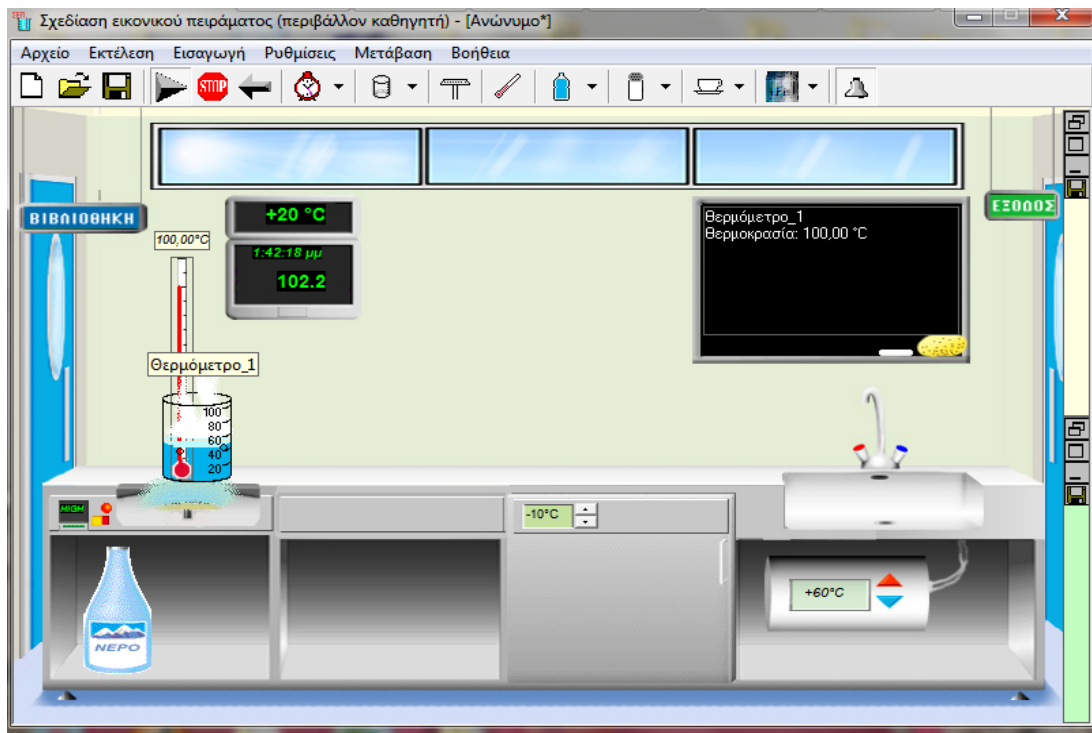 Σχεδίαση εικονικού πειράματος (περιβάλλον καθηγητή) - [Ανώνυμο*]
Αρχείο Εκτέλεση Εισαγωγή Ρυθμίσεις Μετάβαση Βοήθεια
STOP
ΒΙΒΛΙΟΘΗΚΗ
+20 °C
1:42:18 μμ
102.2
Θερμόμετρο_1
Θερμοκρασία: 100,00 °C
ΕΞΟΔΟΣ
100,00°C
Θερμόμετρο_1
100
80
60
40
20
HIGH
-10°C
+60°C
ΝΕΡΟ